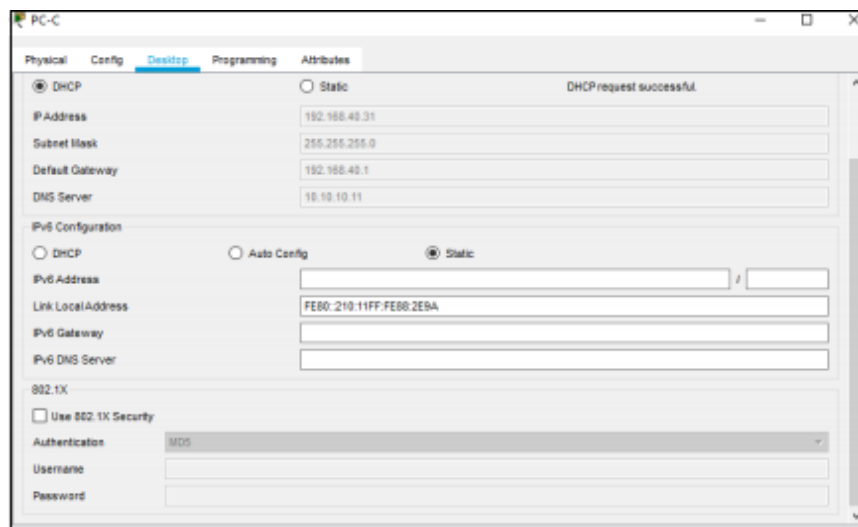 PC-C
Physical Config Desktop Programming Attributes
DHCP Static DHCP request successful.
IP Address 192.168.40.31
Subnet Mask 255.255.255.0
Default Gateway 192.168.40.1
DNS Server 10.10.10.11
IPv6 Configuration
DHCP Auto Config Static
IPv6 Address /
Link Local Address FE80::210:11FF:FE88:2E9A
IPv6 Gateway
IPv6 DNS Server
802.1X
Use 802.1X Security
Authentication MD5
Username
Password